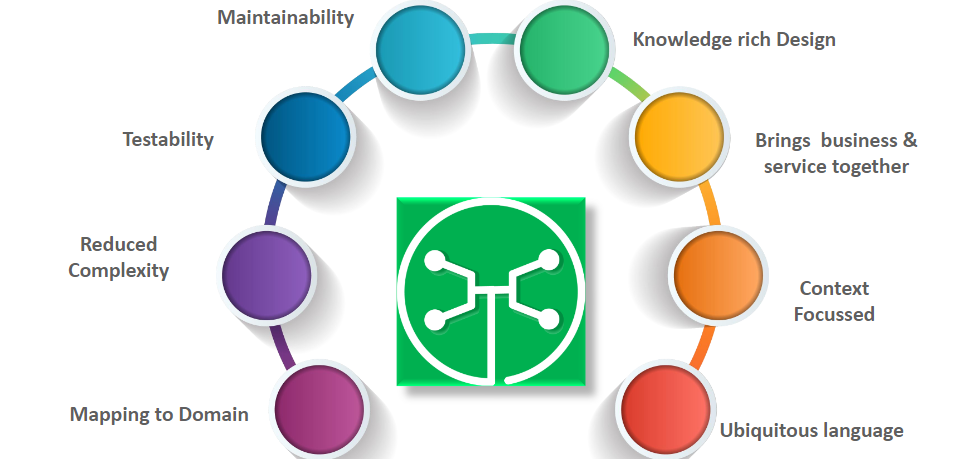 Maintainability
Knowledge rich Design
Testability
Brings  business &
service together
Reduced
Complexity
Context
Focussed
Mapping to Domain
Ubiquitous language